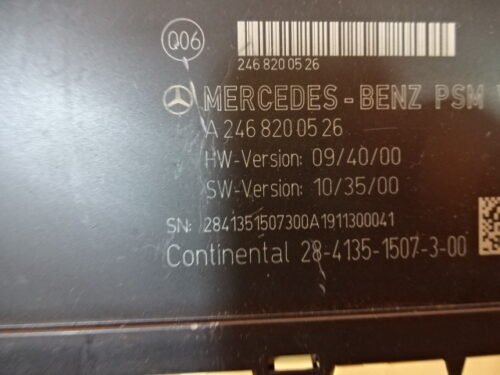 Q06
246 820 05 26
MERCEDES-BENZ PSM
A 246 820 05 26
HW-Version: 09/40/00
SW-Version: 10/35/00
SN: 2841351507300A1911300041
Continental 28-4135-1507-3-00